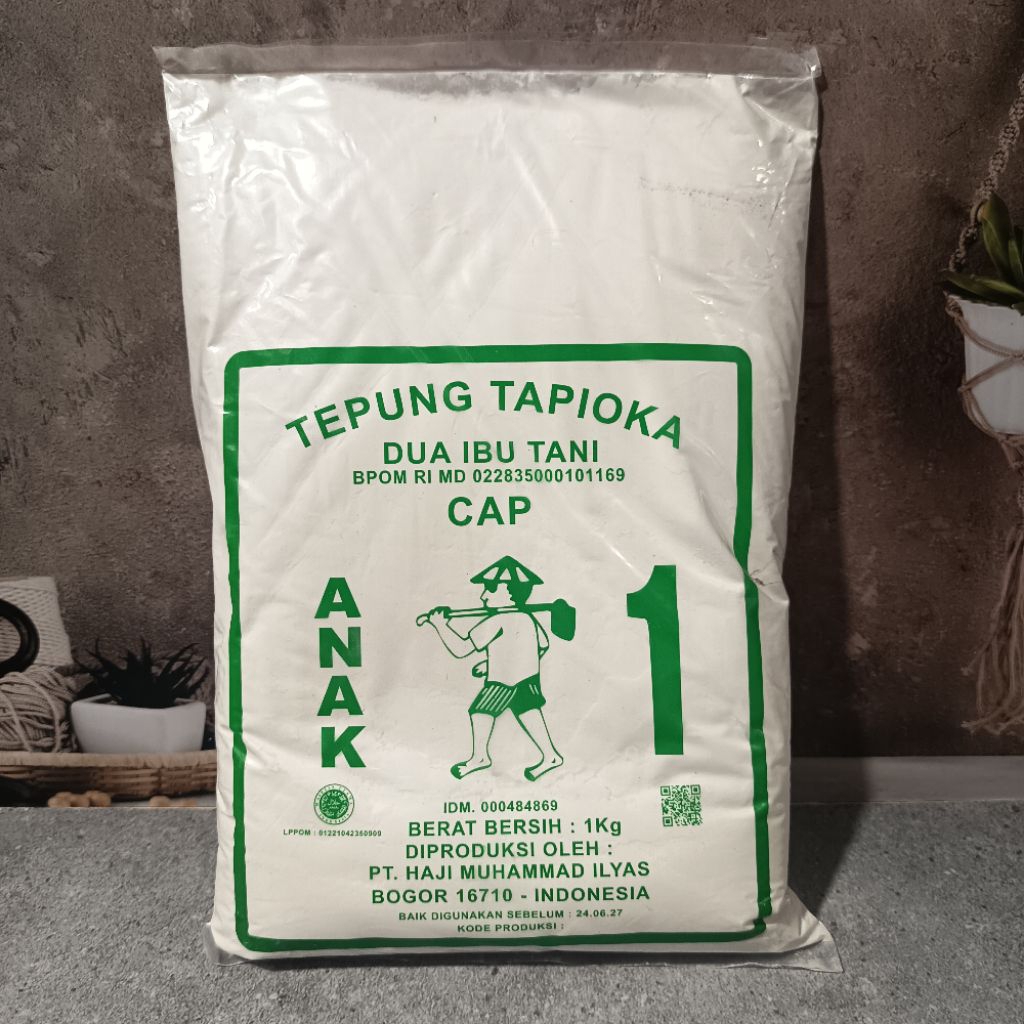 TEPUNG TAPIOKA
DUA IBU TANI
BPOM RI MD 022835000101169
CAP
ANAK
1
LPPOM : 01221042350909
IDM. 000484869
BERAT BERSIH : 1Kg
DIPRODUKSI OLEH :
PT. HAJI MUHAMMAD ILYAS
BOGOR 16710 - INDONESIA
BAIK DIGUNAKAN SEBELUM : 24.06.27
KODE PRODUKSI :